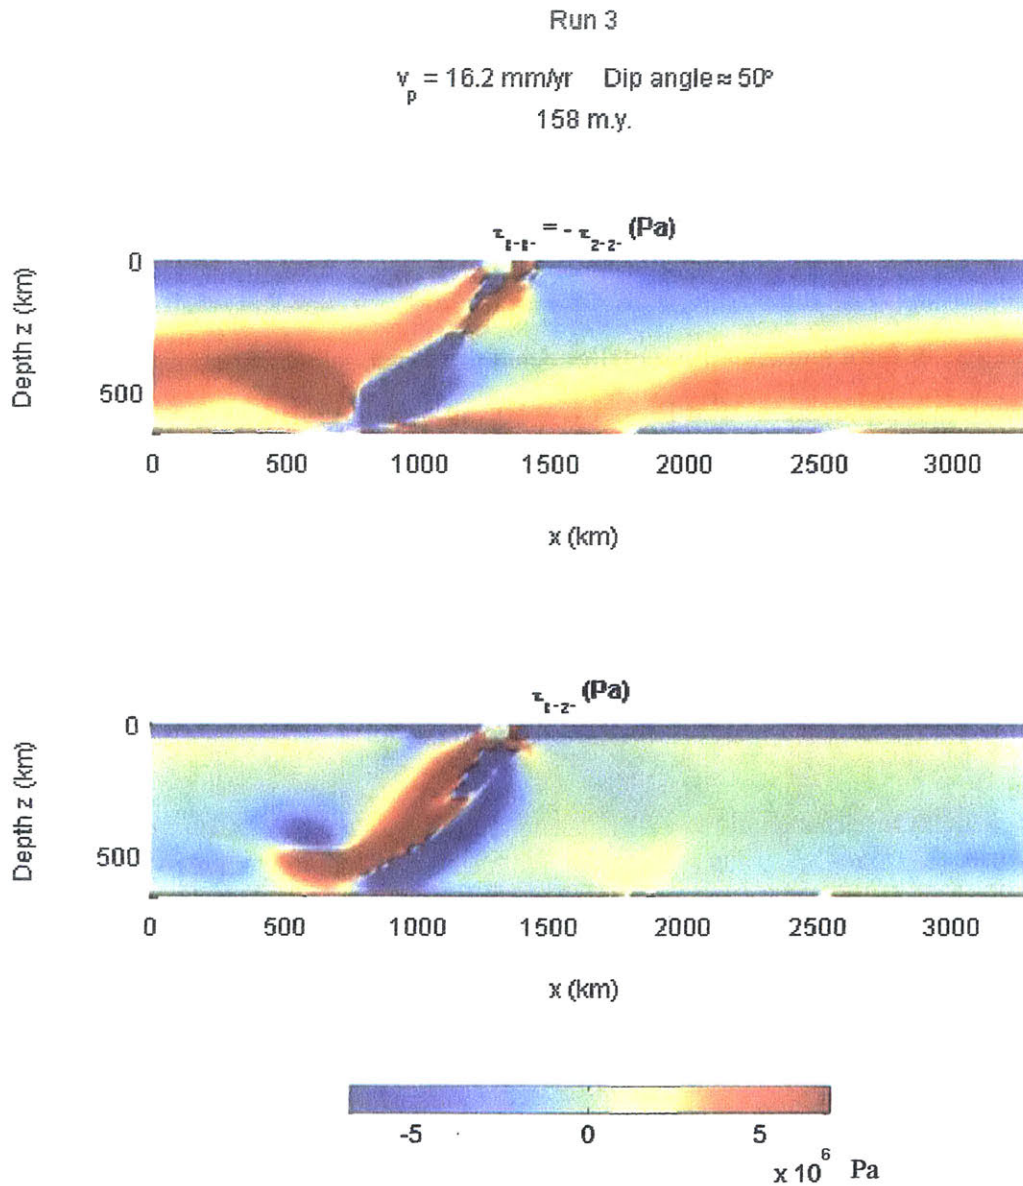 Run 3
v_p = 16.2 mm/yr Dip angle ≈ 50°
158 m.y.
(Pa)
0
500
Depth z (km)
0 500 1000 1500 2000 2500 3000
x (km)
(Pa)
0
500
Depth z (km)
0 500 1000 1500 2000 2500 3000
x (km)
-5 0 5
x 10^6 Pa